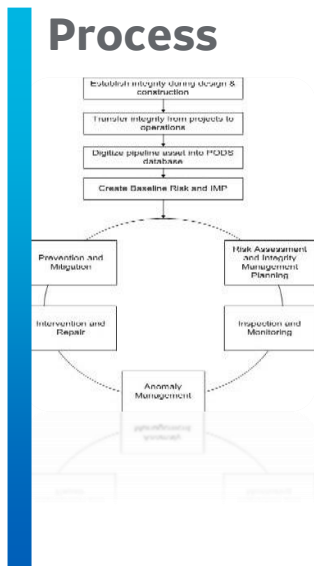 Process
Establish integrity during design &
construction
Transfer integrity from projects to
operations
Digitize pipeline asset into PODS
database
Create Baseline Risk and IMP
Prevention and
Mitigation
Risk Assessment
and Integrity
Management
Planning
Intervention and
Repair
Inspection and
Monitoring
Anomaly
Management